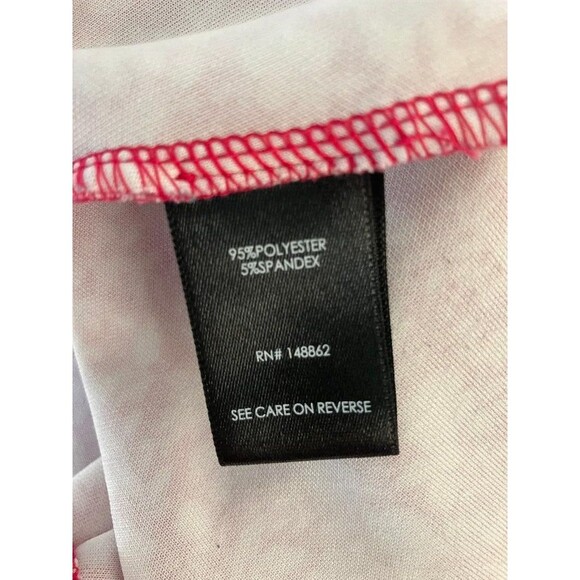 95%POLYESTER
5%SPANDEX
RN# 148862
SEE CARE ON REVERSE